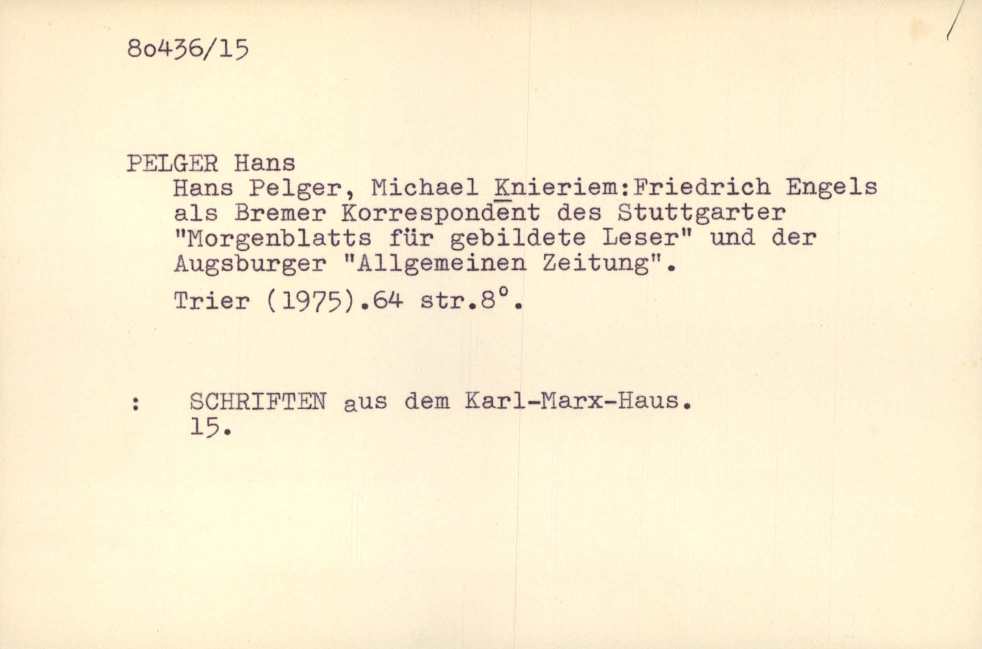 80436/15
PELGER Hans
Hans Pelger, Michael Knieriem:Friedrich Engels
als Bremer Korrespondent des Stuttgarter
"Morgenblatts für gebildete Leser" und der
Augsburger "Allgemeinen Zeitung".
Trier (1975).64 str.8°.
: SCHRIFTEN aus dem Karl-Marx-Haus.
15.